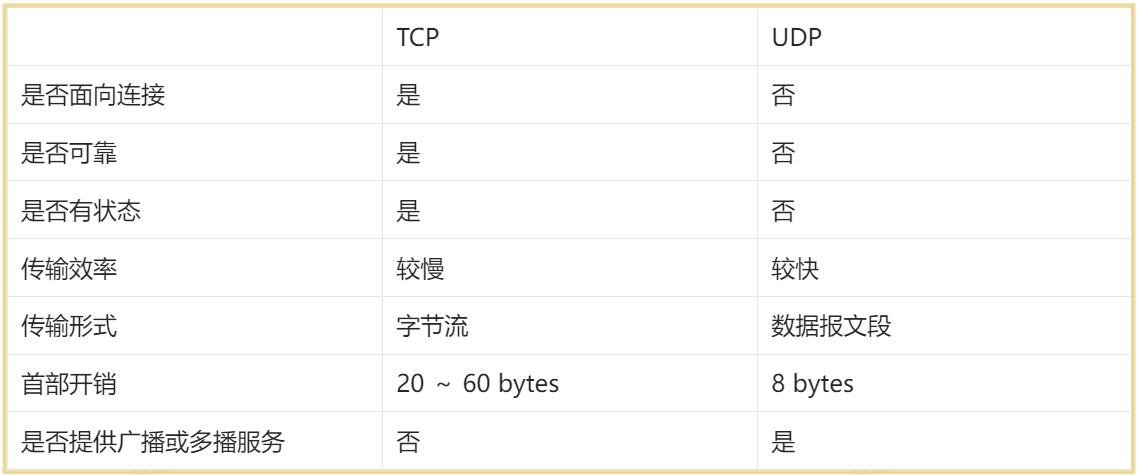 TCP UDP
是否面向连接 是 否
是否可靠 是 否
是否有状态 是 否
传输效率 较慢 较快
传输形式 字节流 数据报文段
首部开销 20 ~ 60 bytes 8 bytes
是否提供广播或多播服务 否 是